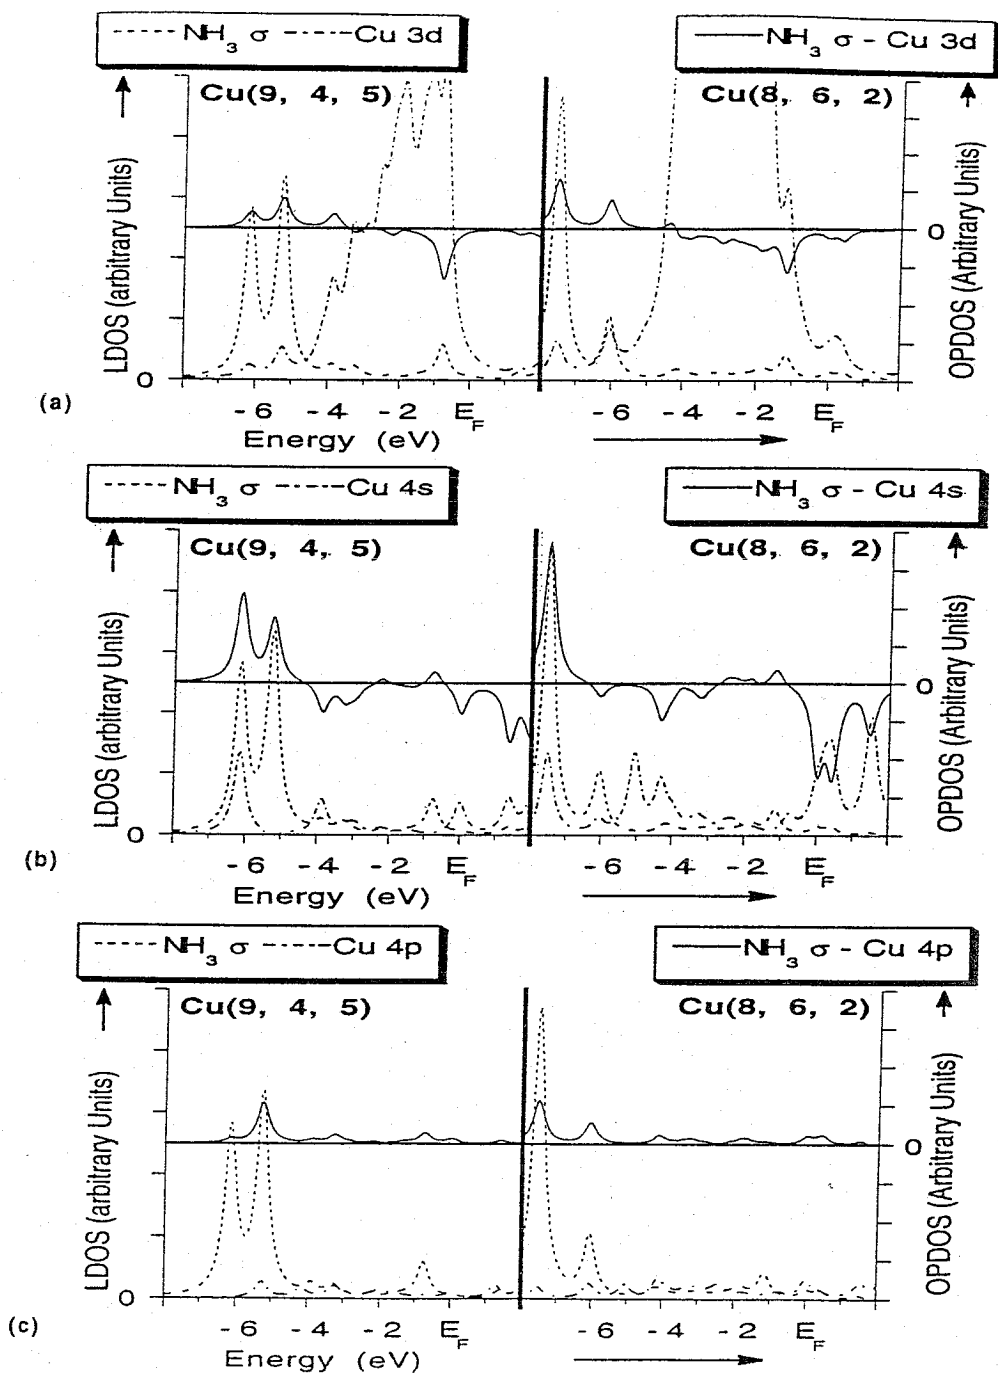 NH3 σ Cu 3d
NH3 σ - Cu 3d
Cu(9, 4, 5)
Cu(8, 6, 2)
LDOS (arbitrary Units)
OPDOS (Arbitrary Units)
0
0
(a)
-6 -4 -2 EF
-6 -4 -2 EF
Energy (eV)
NH3 σ Cu 4s
NH3 σ - Cu 4s
Cu(9, 4, 5)
Cu(8, 6, 2)
LDOS (arbitrary Units)
OPDOS (Arbitrary Units)
0
0
(b)
-6 -4 -2 EF
-6 -4 -2 EF
Energy (eV)
NH3 σ Cu 4p
NH3 σ - Cu 4p
Cu(9, 4, 5)
Cu(8, 6, 2)
LDOS (arbitrary Units)
OPDOS (Arbitrary Units)
0
0
(c)
-6 -4 -2 EF
-6 -4 -2 EF
Energy (eV)